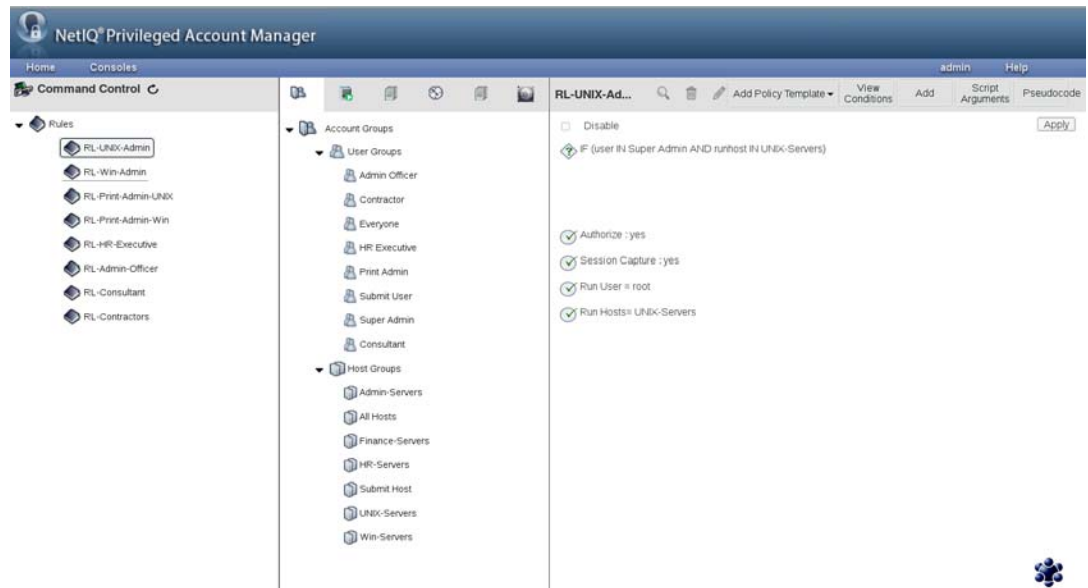 NetIQ® Privileged Account Manager
Home Consoles admin Help
Command Control
Rules
RL-UNIX-Admin
RL-Win-Admin
RL-Print-Admin-UNIX
RL-Print-Admin-Win
RL-HR-Executive
RL-Admin-Officer
RL-Consultant
RL-Contractors
Account Groups
User Groups
Admin Officer
Contractor
Everyone
HR Executive
Print Admin
Submit User
Super Admin
Consultant
Host Groups
Admin-Servers
All Hosts
Finance-Servers
HR-Servers
Submit Host
UNIX-Servers
Win-Servers
RL-UNIX-Ad... Add Policy Template View Conditions Add Script Arguments Pseudocode
Disable Apply
IF (user IN Super Admin AND runhost IN UNIX-Servers)
Authorize : yes
Session Capture : yes
Run User = root
Run Hosts= UNIX-Servers